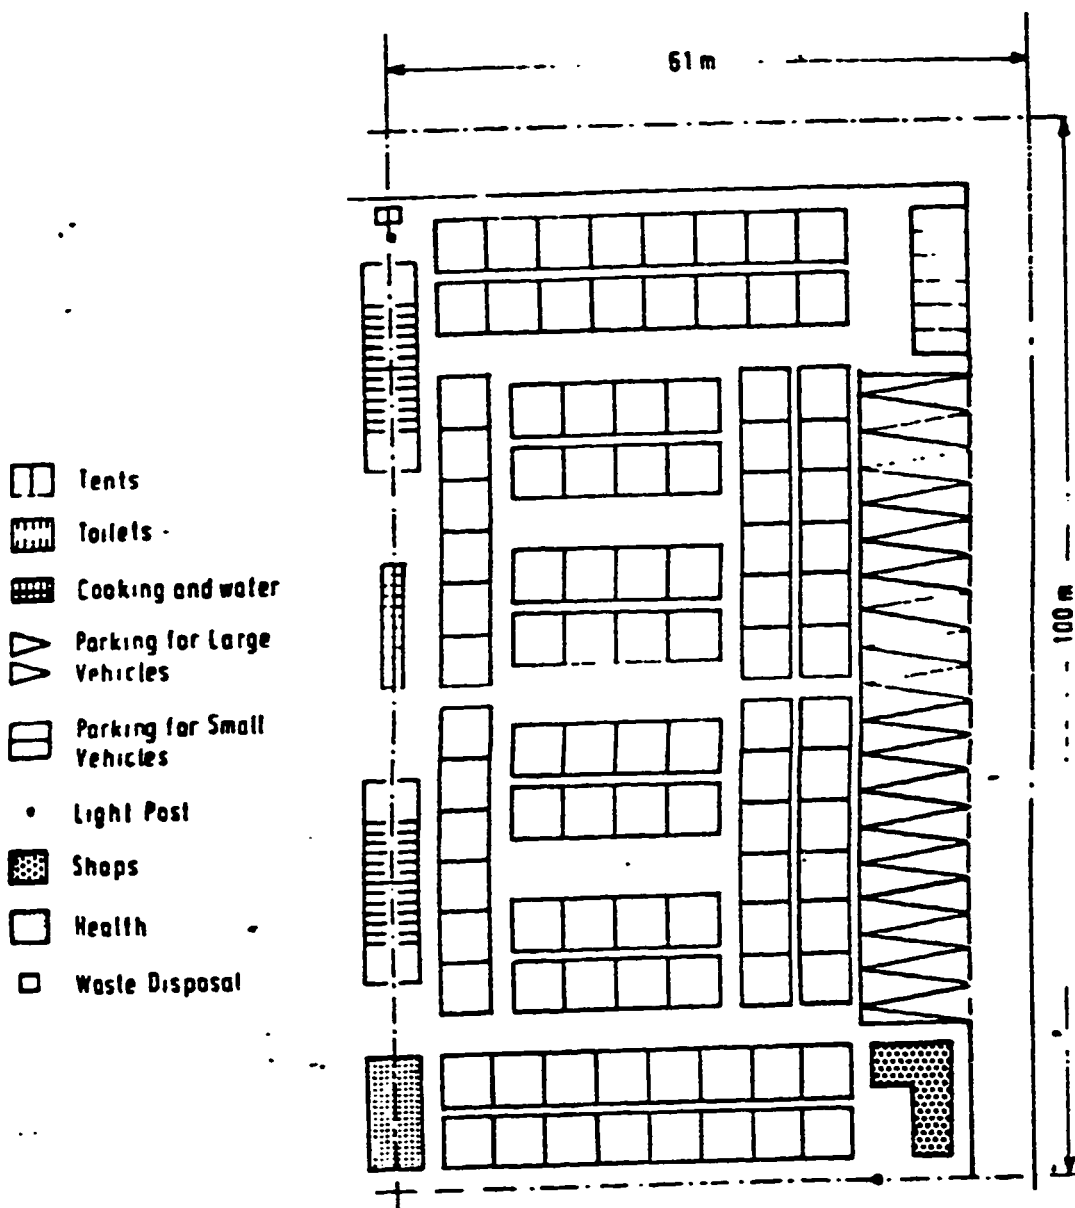 61 m
100 m
Tents
Toilets
Cooking and water
Parking for Large
Vehicles
Parking for Small
Vehicles
Light Post
Shops
Health
Waste Disposal